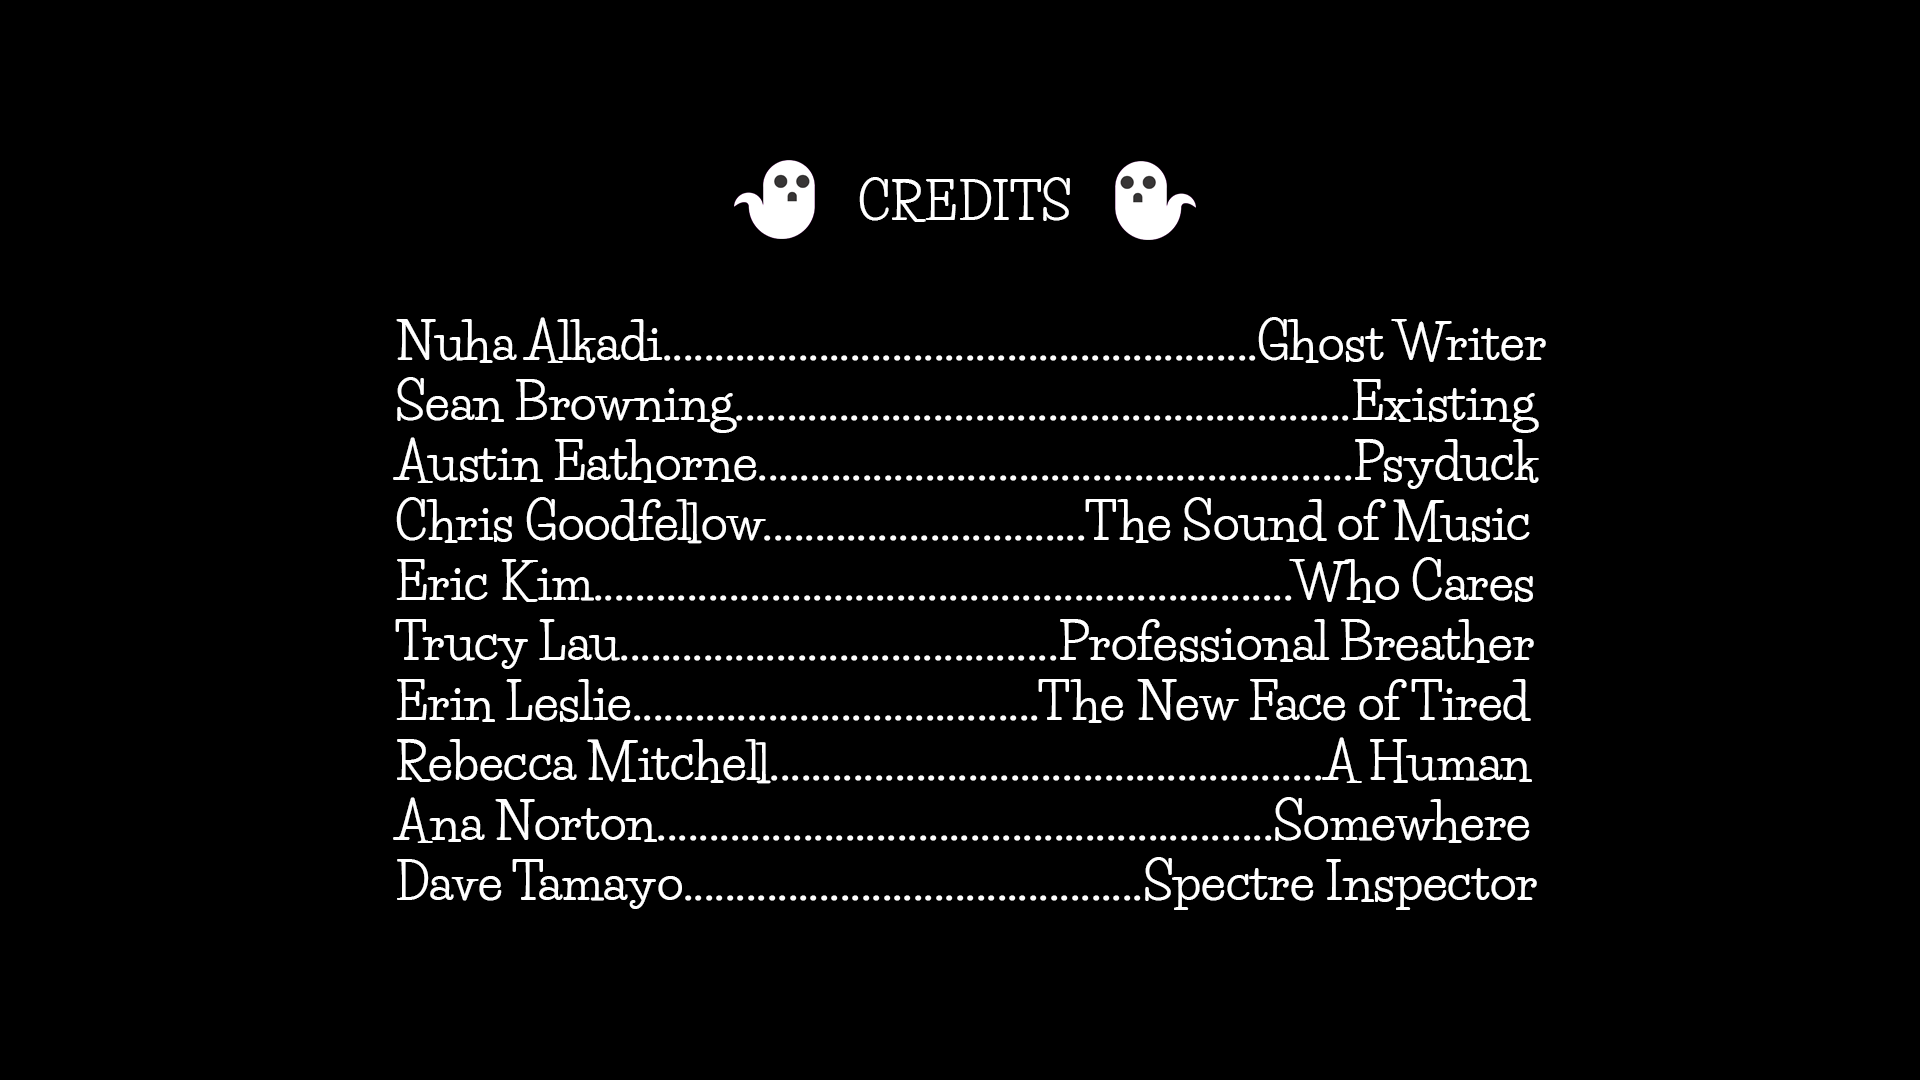 CREDITS
Nuha Alkadi.........................................................Ghost Writer
Sean Browning...........................................................Existing
Austin Eathorne.........................................................Psyduck
Chris Goodfellow...............................The Sound of Music
Eric Kim...................................................................Who Cares
Trucy Lau..........................................Professional Breather
Erin Leslie.......................................The New Face of Tired
Rebecca Mitchell.....................................................A Human
Ana Norton...........................................................Somewhere
Dave Tamayo............................................Spectre Inspector